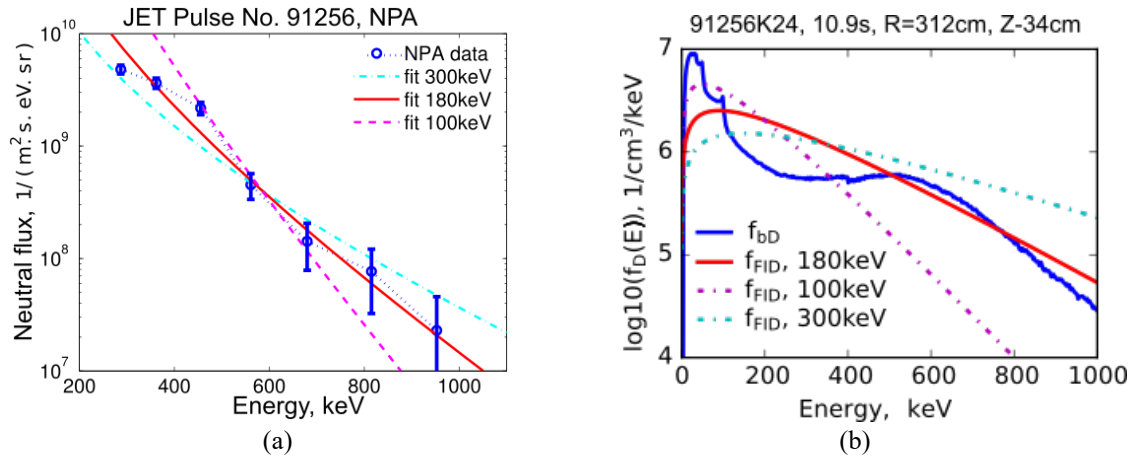 JET Pulse No. 91256, NPA
10^10
10^9
10^8
10^7
Neutral flux, 1/( m².s. eV. sr)
NPA data
fit 300keV
fit 180keV
fit 100keV
200 400 600 800 1000
Energy, keV
(a)
91256K24, 10.9s, R=312cm, Z-34cm
7
6
5
4
log10(f_D(E)), 1/cm³/keV
f_bD
f_FID, 180keV
f_FID, 100keV
f_FID, 300keV
0 200 400 600 800 1000
Energy, keV
(b)